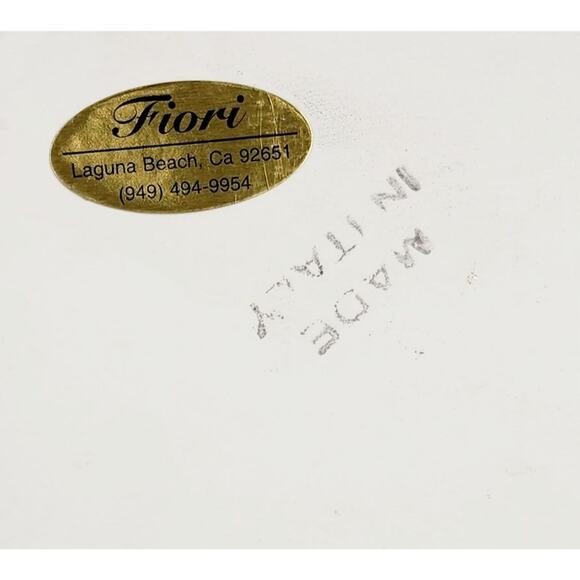 Fiori
Laguna Beach, Ca 92651
(949) 494-9954
MADE
IN ITALY